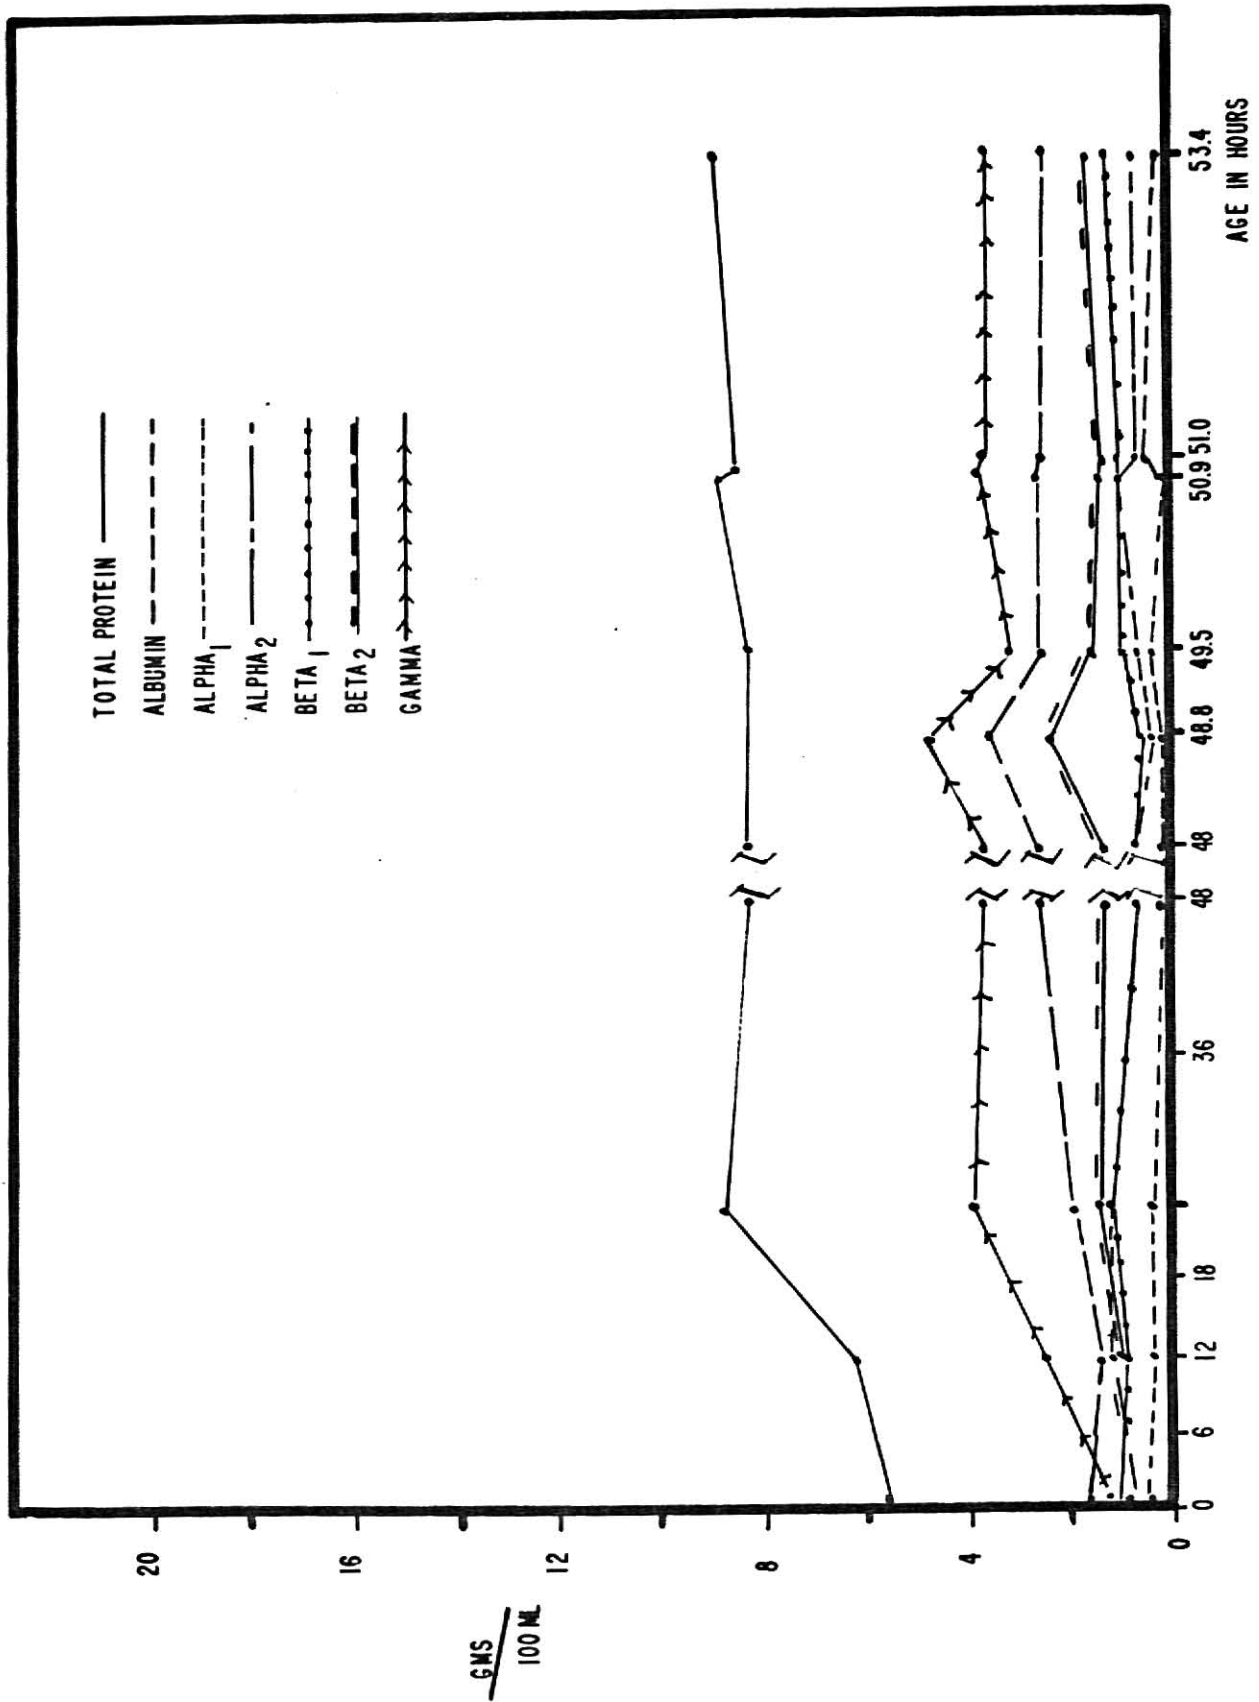 TOTAL PROTEIN
ALBUMIN
ALPHA1
ALPHA2
BETA1
BETA2
GAMMA
GMS
100 ML
20
16
12
8
4
0
0 6 12 18 36 48 48 48.8 49.5 50.9 51.0 53.4
AGE IN HOURS